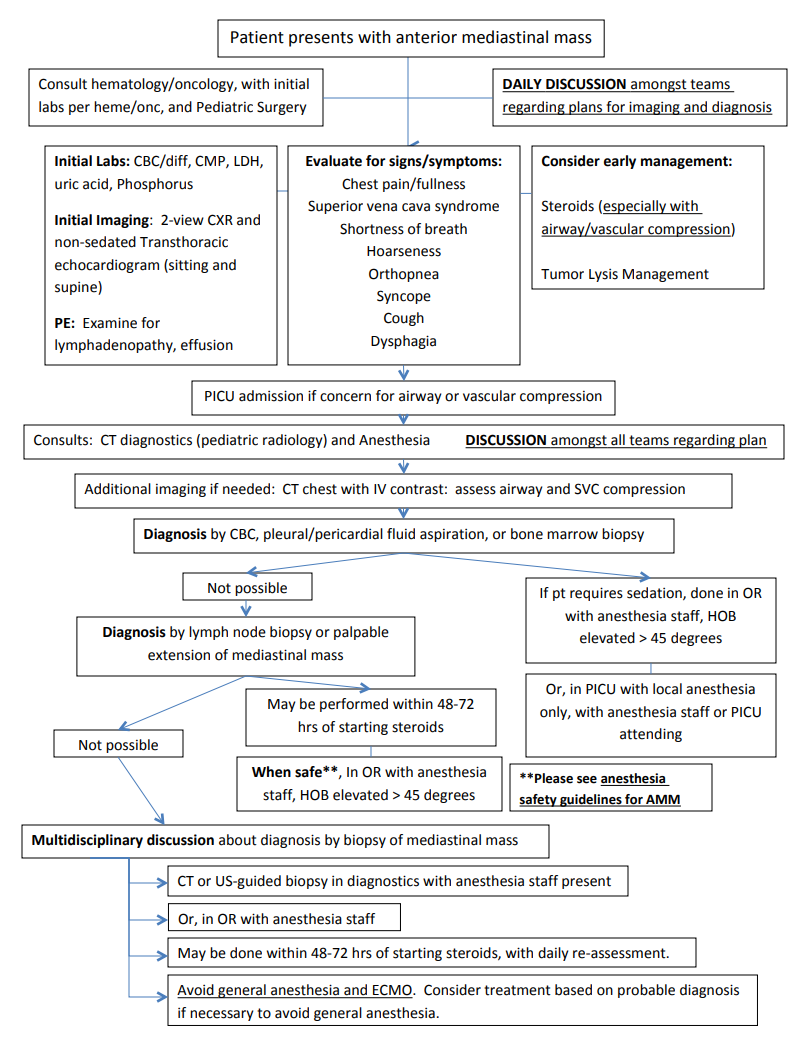 Patient presents with anterior mediastinal mass
Consult hematology/oncology, with initial
labs per heme/onc, and Pediatric Surgery
DAILY DISCUSSION amongst teams
regarding plans for imaging and diagnosis
Initial Labs: CBC/diff, CMP, LDH,
uric acid, Phosphorus
Initial Imaging: 2-view CXR and
non-sedated Transthoracic
echocardiogram (sitting and
supine)
PE: Examine for
lymphadenopathy, effusion
Evaluate for signs/symptoms:
Chest pain/fullness
Superior vena cava syndrome
Shortness of breath
Hoarseness
Orthopnea
Syncope
Cough
Dysphagia
Consider early management:
Steroids (especially with
airway/vascular compression)
Tumor Lysis Management
PICU admission if concern for airway or vascular compression
Consults: CT diagnostics (pediatric radiology) and Anesthesia DISCUSSION amongst all teams regarding plan
Additional imaging if needed: CT chest with IV contrast: assess airway and SVC compression
Diagnosis by CBC, pleural/pericardial fluid aspiration, or bone marrow biopsy
Not possible
If pt requires sedation, done in OR
with anesthesia staff, HOB
elevated > 45 degrees
Diagnosis by lymph node biopsy or palpable
extension of mediastinal mass
Or, in PICU with local anesthesia
only, with anesthesia staff or PICU
attending
May be performed within 48-72
hrs of starting steroids
Not possible
When safe**, In OR with anesthesia
staff, HOB elevated > 45 degrees
**Please see anesthesia
safety guidelines for AMM
Multidisciplinary discussion about diagnosis by biopsy of mediastinal mass
CT or US-guided biopsy in diagnostics with anesthesia staff present
Or, in OR with anesthesia staff
May be done within 48-72 hrs of starting steroids, with daily re-assessment.
Avoid general anesthesia and ECMO. Consider treatment based on probable diagnosis
if necessary to avoid general anesthesia.